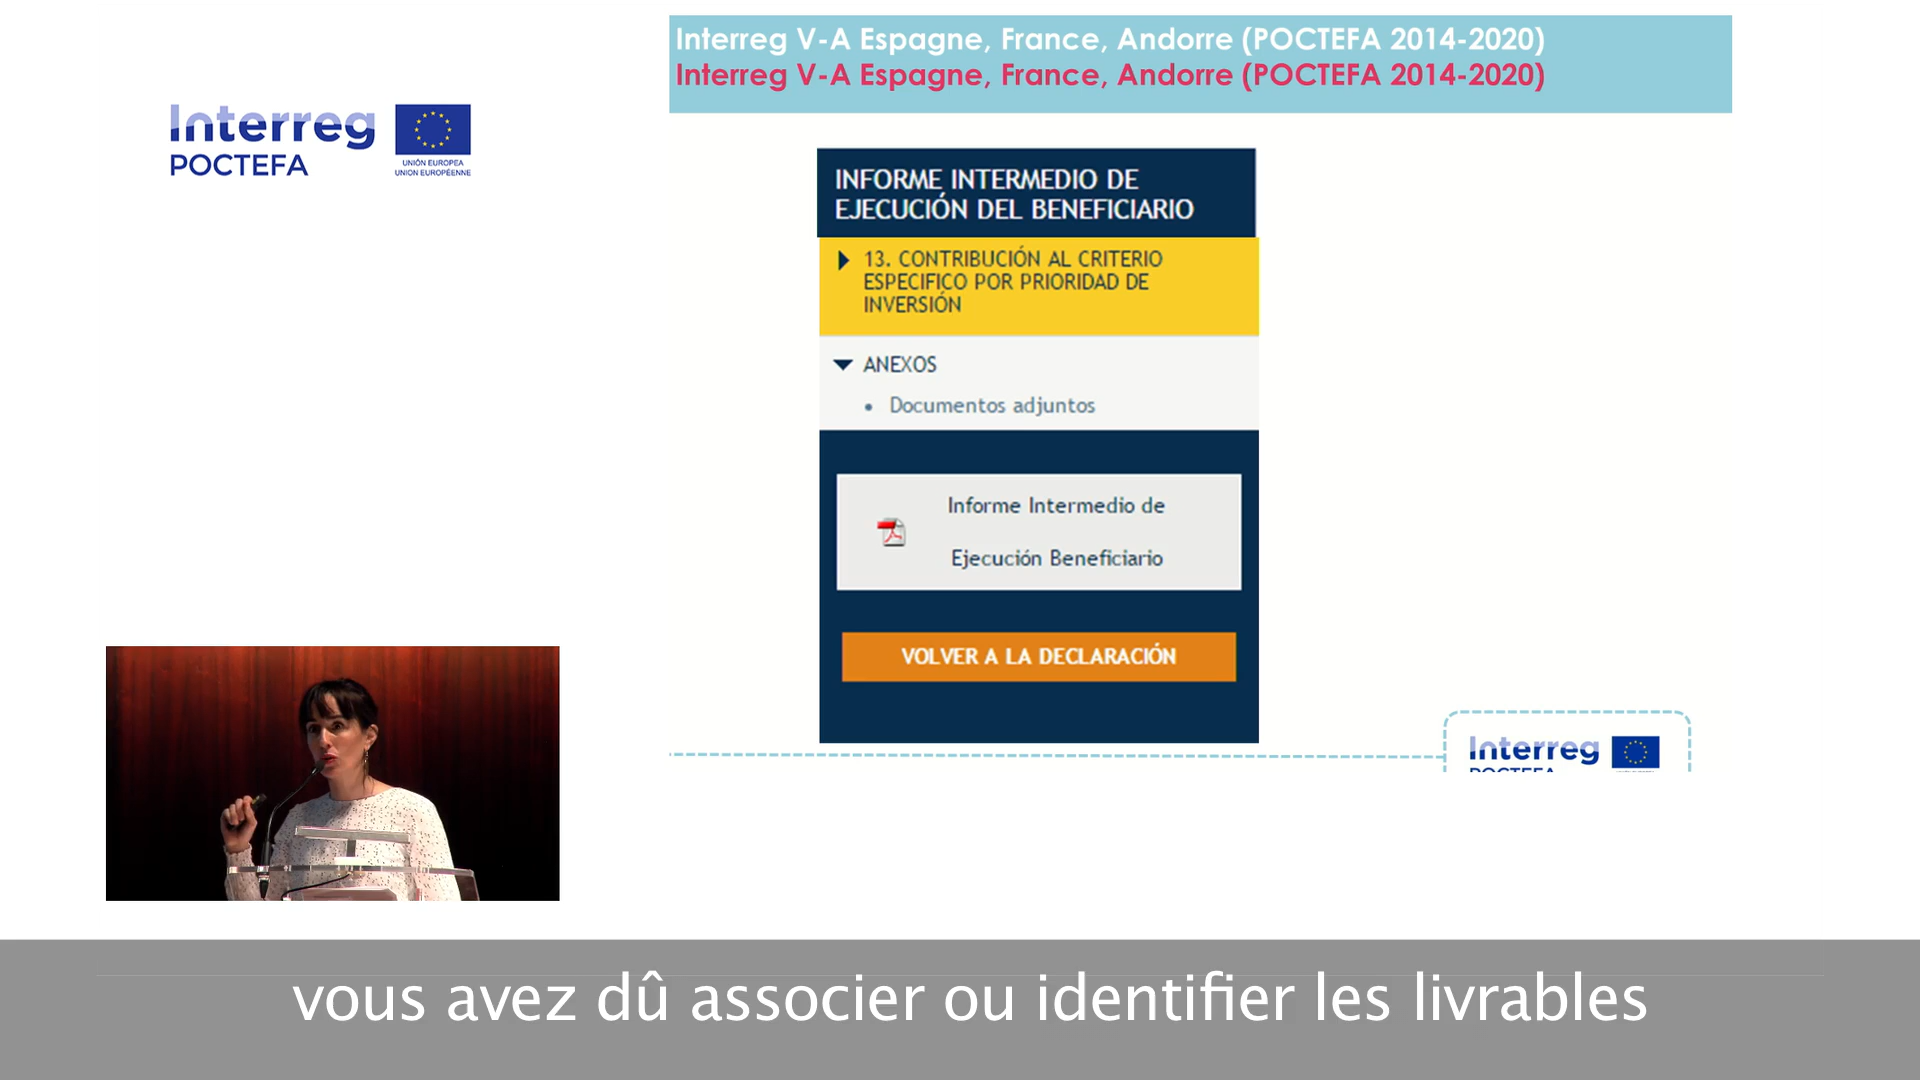 Interreg V-A Espagne, France, Andorre (POCTEFA 2014-2020)
Interreg V-A Espagne, France, Andorre (POCTEFA 2014-2020)
Interreg
POCTEFA
UNIÓN EUROPEA
UNION EUROPÉENNE
INFORME INTERMEDIO DE
EJECUCIÓN DEL BENEFICIARIO
13. CONTRIBUCIÓN AL CRITERIO
ESPECIFICO POR PRIORIDAD DE
INVERSIÓN
ANEXOS
• Documentos adjuntos
Informe Intermedio de
Ejecución Beneficiario
VOLVER A LA DECLARACIÓN
Interreg
POCTEFA
vous avez dû associer ou identifier les livrables